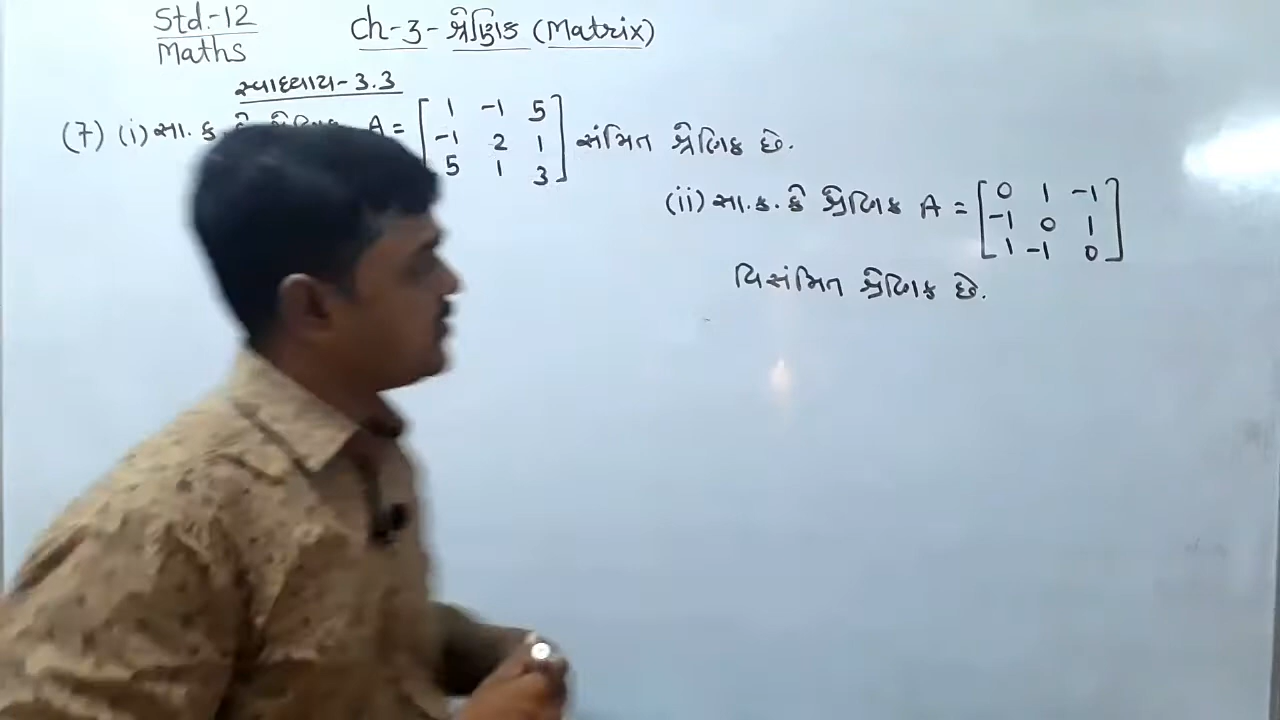 Std.-12
Maths
Ch-3-શ્રેણિક (Matrix)
સ્વાધ્યાય-3.3
(7) (i) સા. ક. A = [ 1 -1 5
-1 2 1
5 1 3 ] સંમિત શ્રેણિક છે.
(ii) સા. ક. કે શ્રેણિક A = [ 0 1 -1
-1 0 1
1 -1 0 ]
વિસંમિત શ્રેણિક છે.